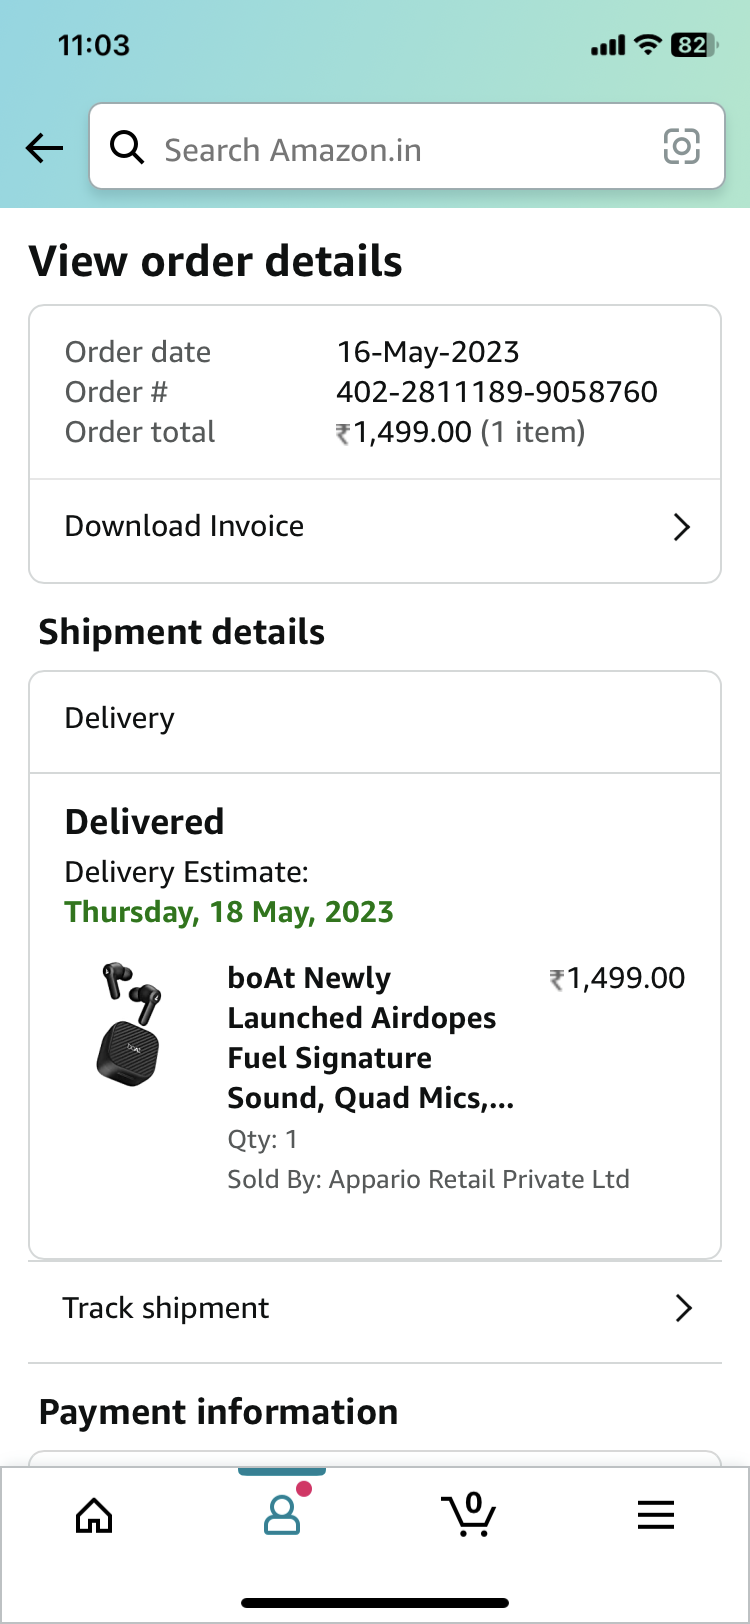 11:03
82
Search Amazon.in
View order details
Order date 16-May-2023
Order # 402-2811189-9058760
Order total ₹1,499.00 (1 item)
Download Invoice
Shipment details
Delivery
Delivered
Delivery Estimate:
Thursday, 18 May, 2023
boAt Newly ₹1,499.00
Launched Airdopes
Fuel Signature
Sound, Quad Mics,...
Qty: 1
Sold By: Appario Retail Private Ltd
boAt
Track shipment
Payment information
0